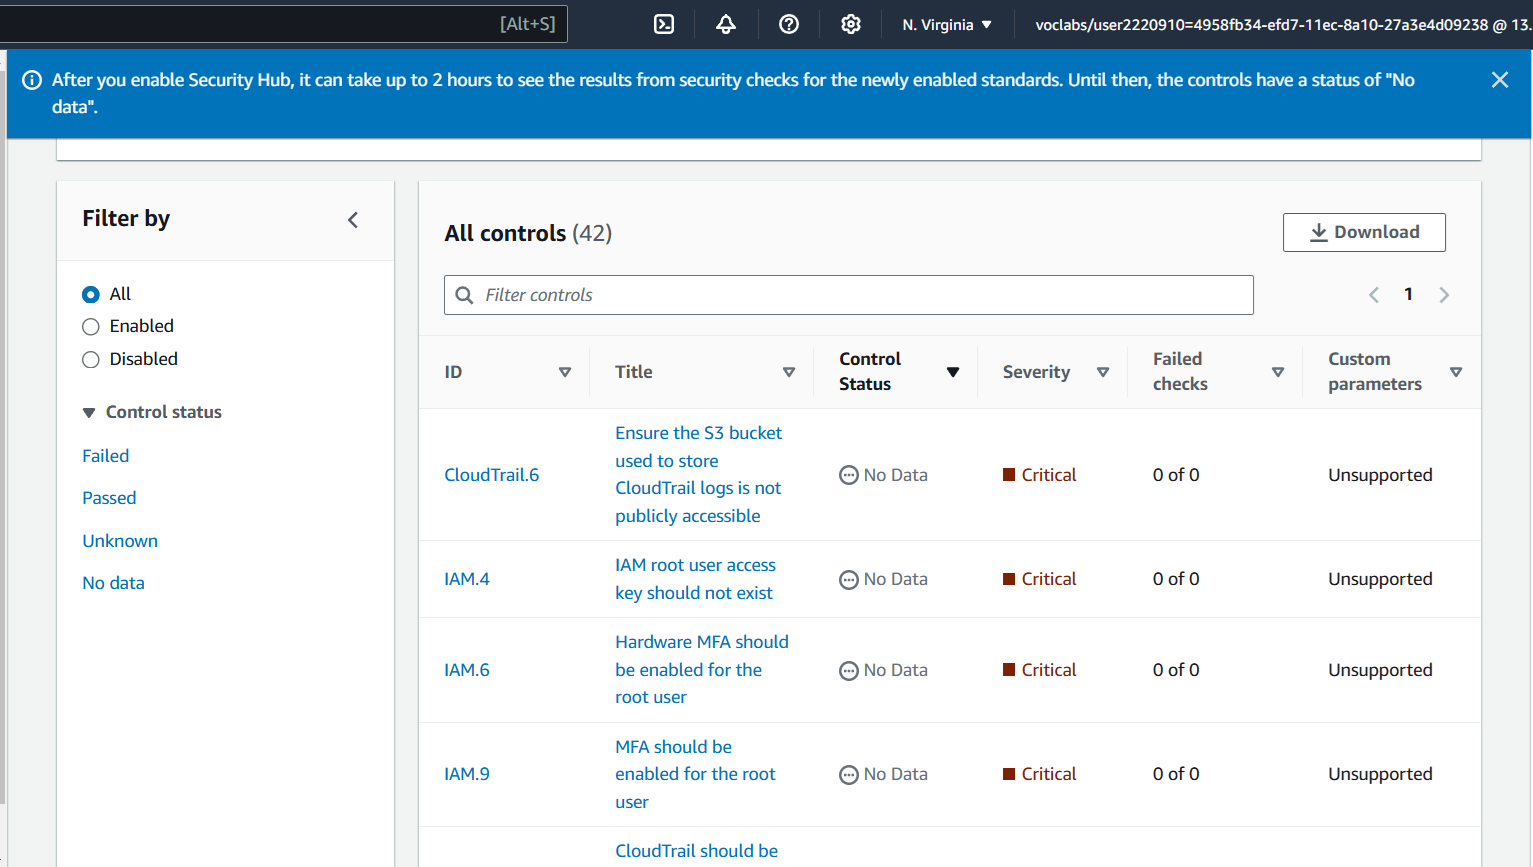 [Alt+S]
N. Virginia
voclabs/user2220910=4958fb34-efd7-11ec-8a10-27a3e4d09238 @ 13.
After you enable Security Hub, it can take up to 2 hours to see the results from security checks for the newly enabled standards. Until then, the controls have a status of "No
data".
Filter by
All
Enabled
Disabled
Control status
Failed
Passed
Unknown
No data
All controls (42)
Download
Filter controls
1
ID
Title
Control
Status
Severity
Failed
checks
Custom
parameters
CloudTrail.6
Ensure the S3 bucket
used to store
CloudTrail logs is not
publicly accessible
No Data
Critical
0 of 0
Unsupported
IAM.4
IAM root user access
key should not exist
No Data
Critical
0 of 0
Unsupported
IAM.6
Hardware MFA should
be enabled for the
root user
No Data
Critical
0 of 0
Unsupported
IAM.9
MFA should be
enabled for the root
user
No Data
Critical
0 of 0
Unsupported
CloudTrail should be